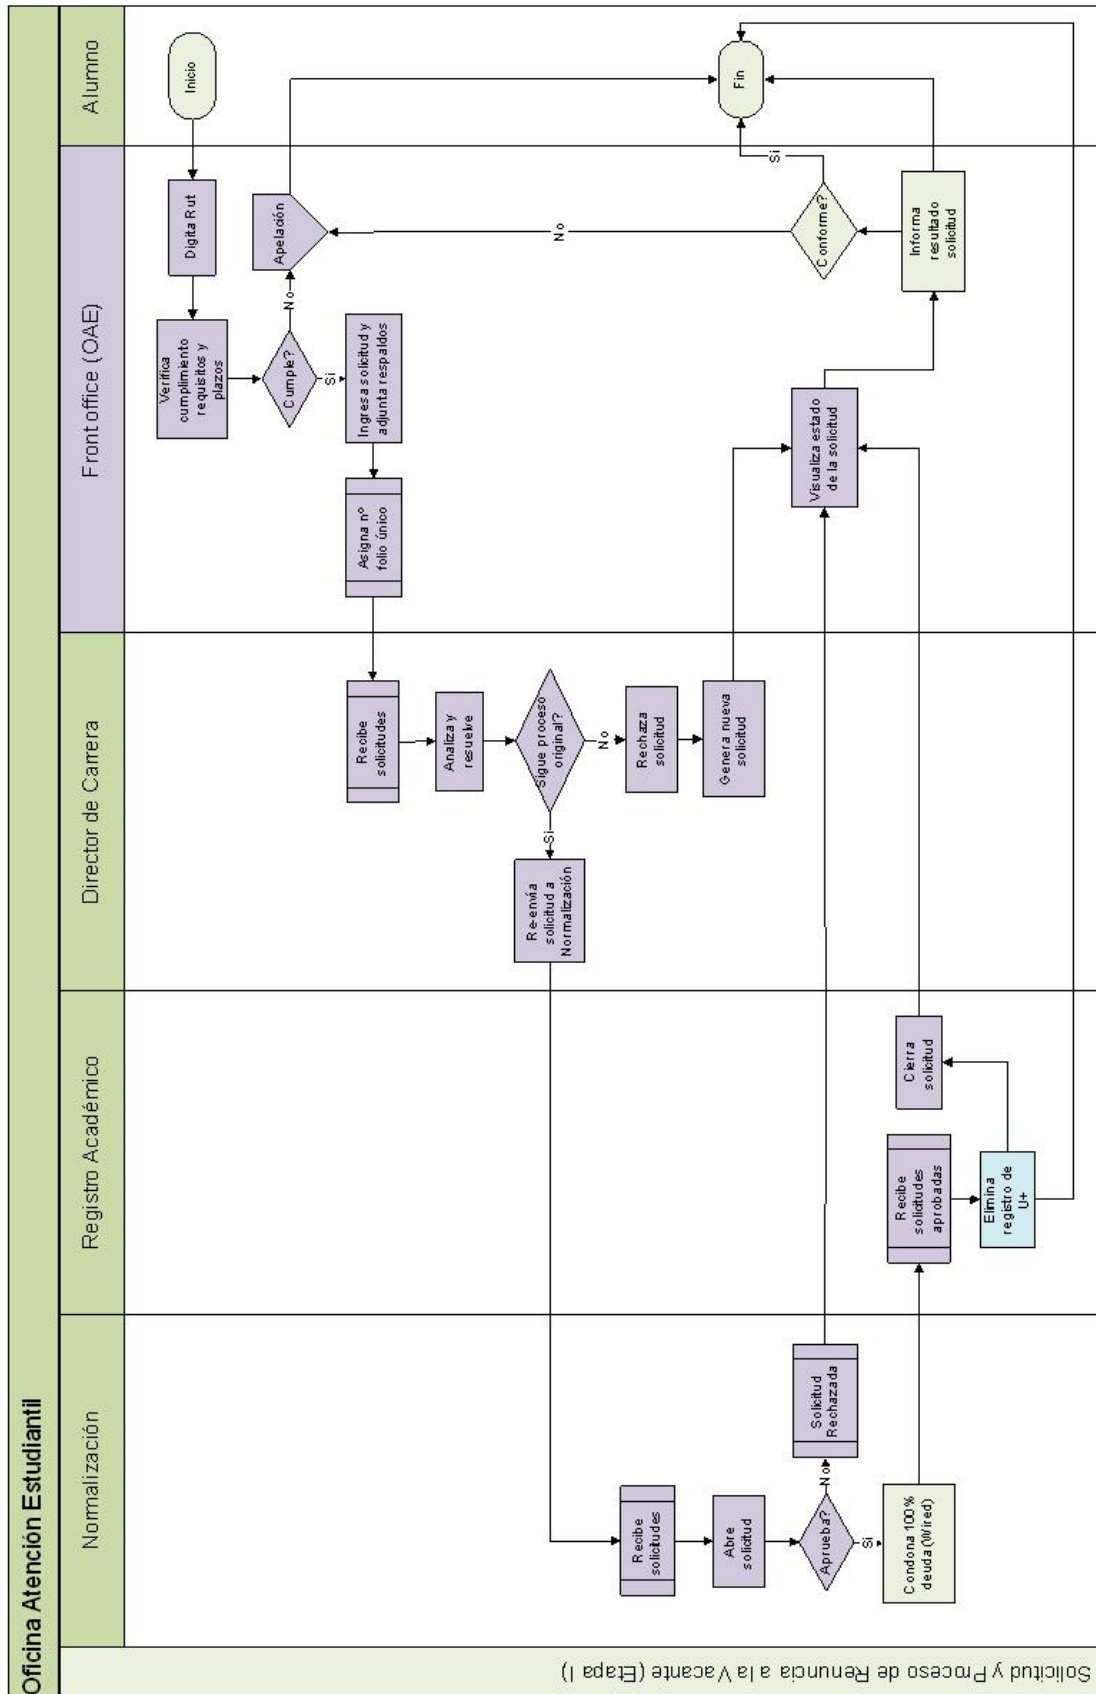 Oficina Atención Estudiantil
Alumno
Front office (OAE)
Director de Carrera
Registro Académico
Normalización
Solicitud y Proceso de Renuncia a la Vacante (Etapa I)
Inicio
Digita Rut
Verifica
cumplimiento
requisitos y
plazos
Cumple?
No
Si
Apelación
Ingresa solicitud y
adjunta respaldos
Asigna nº
folio único
Recibe
solicitudes
Analiza y
resuelve
Sigue proceso
original?
Si
No
Re-envía
solicitud a
Normalización
Rechaza
solicitud
Genera nueva
solicitud
Recibe
solicitudes
Abre
solicitud
Aprueba?
No
Si
Solicitud
Rechazada
Condona 100%
deuda (Wired)
Recibe
solicitudes
aprobadas
Elimina
registro de
U+
Cierra
solicitud
Visualiza estado
de la solicitud
Informa
resultado
solicitud
Conforme?
No
Si
Fin